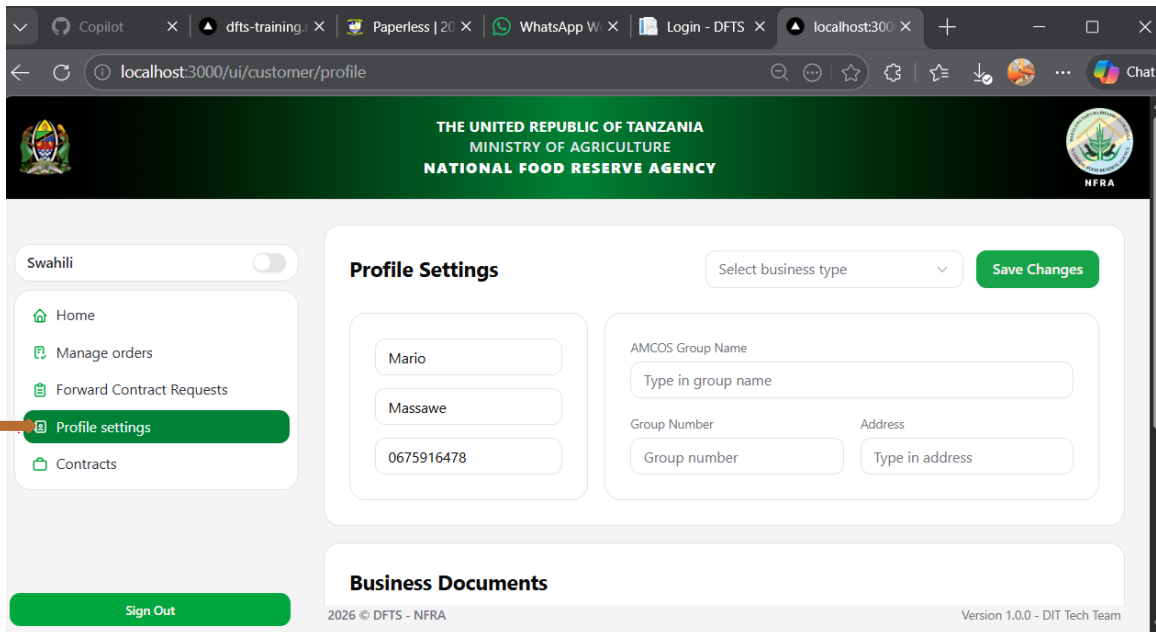 Copilot
dfts-training.
Paperless | 20
WhatsApp W
Login - DFTS
localhost:300
localhost:3000/ui/customer/profile
Chat
THE UNITED REPUBLIC OF TANZANIA
MINISTRY OF AGRICULTURE
NATIONAL FOOD RESERVE AGENCY
NFRA
Swahili
Home
Manage orders
Forward Contract Requests
Profile settings
Contracts
Sign Out
Profile Settings
Select business type
Save Changes
Mario
Massawe
0675916478
AMCOS Group Name
Type in group name
Group Number
Address
Group number
Type in address
Business Documents
2026 © DFTS - NFRA
Version 1.0.0 - DIT Tech Team